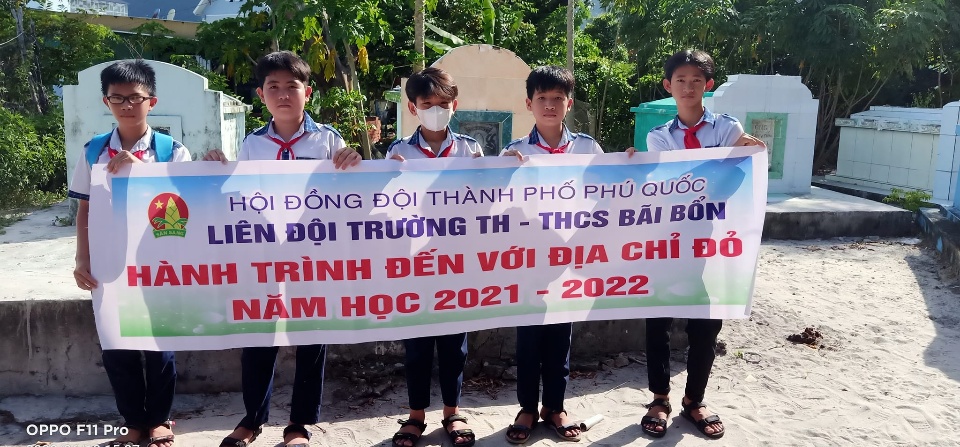 HỘI ĐỒNG ĐỘI THÀNH PHỐ PHÚ QUỐC
LIÊN ĐỘI TRƯỜNG TH - THCS BÃI BỔN
HÀNH TRÌNH ĐẾN VỚI ĐỊA CHỈ ĐỎ
NĂM HỌC 2021 - 2022
OPPO F11 Pro